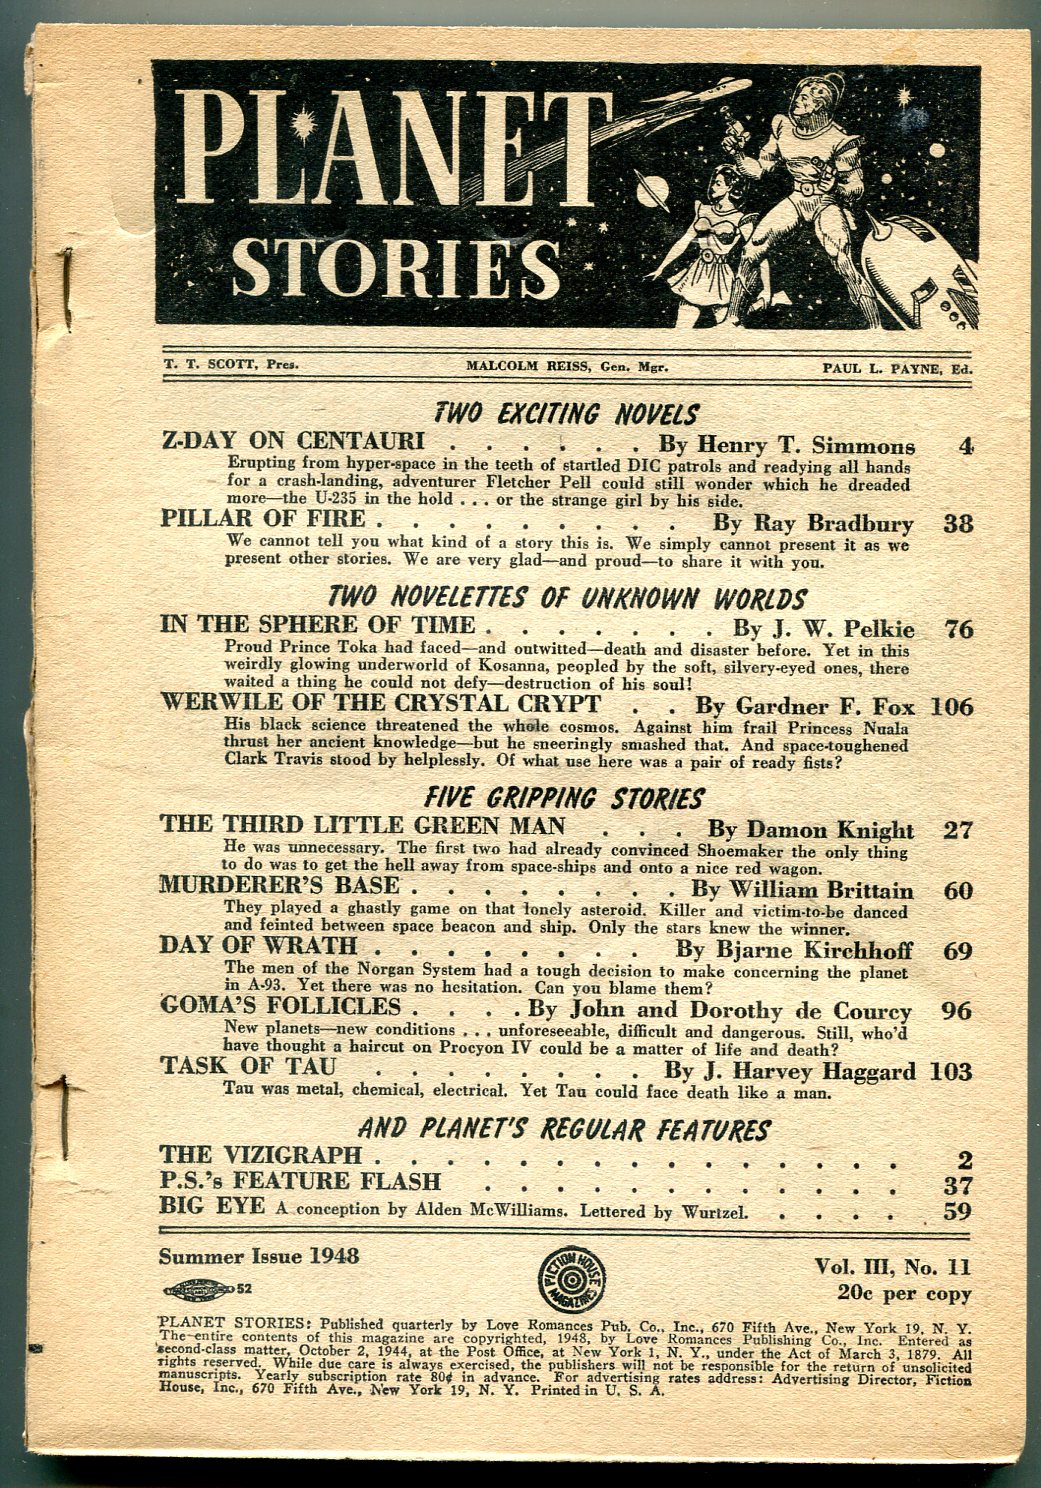 PLANET
STORIES
T. T. SCOTT, Pres. MALCOLM REISS, Gen. Mgr. PAUL L. PAYNE, Ed.
TWO EXCITING NOVELS
Z-DAY ON CENTAURI . . . . . . By Henry T. Simmons 4
Erupting from hyper-space in the teeth of startled DIC patrols and readying all hands
for a crash-landing, adventurer Fletcher Pell could still wonder which he dreaded
more—the U-235 in the hold . . . or the strange girl by his side.
PILLAR OF FIRE . . . . . . . . . By Ray Bradbury 38
We cannot tell you what kind of a story this is. We simply cannot present it as we
present other stories. We are very glad—and proud—to share it with you.
TWO NOVELETTES OF UNKNOWN WORLDS
IN THE SPHERE OF TIME . . . . . . . By J. W. Pelkie 76
Proud Prince Toka had faced—and outwitted—death and disaster before. Yet in this
weirdly glowing underworld of Kosanna, peopled by the soft, silvery-eyed ones, there
waited a thing he could not defy—destruction of his soul!
WERWILE OF THE CRYSTAL CRYPT . . By Gardner F. Fox 106
His black science threatened the whole cosmos. Against him frail Princess Nuala
thrust her ancient knowledge—but he sneeringly smashed that. And space-toughened
Clark Travis stood by helplessly. Of what use here was a pair of ready fists?
FIVE GRIPPING STORIES
THE THIRD LITTLE GREEN MAN . . . By Damon Knight 27
He was unnecessary. The first two had already convinced Shoemaker the only thing
to do was to get the hell away from space-ships and onto a nice red wagon.
MURDERER'S BASE . . . . . . . . By William Brittain 60
They played a ghastly game on that lonely asteroid. Killer and victim-to-be danced
and feinted between space beacon and ship. Only the stars knew the winner.
DAY OF WRATH . . . . . . . . By Bjarne Kirchhoff 69
The men of the Norgan System had a tough decision to make concerning the planet
in A-93. Yet there was no hesitation. Can you blame them?
GOMA'S FOLLICLES . . . . By John and Dorothy de Courcy 96
New planets—new conditions . . . unforeseeable, difficult and dangerous. Still, who'd
have thought a haircut on Procyon IV could be a matter of life and death?
TASK OF TAU . . . . . . . . By J. Harvey Haggard 103
Tau was metal, chemical, electrical. Yet Tau could face death like a man.
AND PLANET'S REGULAR FEATURES
THE VIZIGRAPH . . . . . . . . . . . . . . . 2
P.S.'s FEATURE FLASH . . . . . . . . . . . . 37
BIG EYE A conception by Alden McWilliams. Lettered by Wurtzel. . . . . 59
Summer Issue 1948
52
FICTION HOUSE MAGAZINES
Vol. III, No. 11
20c per copy
PLANET STORIES: Published quarterly by Love Romances Pub. Co., Inc., 670 Fifth Ave., New York 19, N. Y.
The entire contents of this magazine are copyrighted, 1948, by Love Romances Publishing Co., Inc. Entered as
second-class matter, October 2, 1944, at the Post Office, at New York 1, N. Y., under the Act of March 3, 1879. All
rights reserved. While due care is always exercised, the publishers will not be responsible for the return of unsolicited
manuscripts. Yearly subscription rate 80¢ in advance. For advertising rates address: Advertising Director, Fiction
House, Inc., 670 Fifth Ave., New York 19, N. Y. Printed in U. S. A.